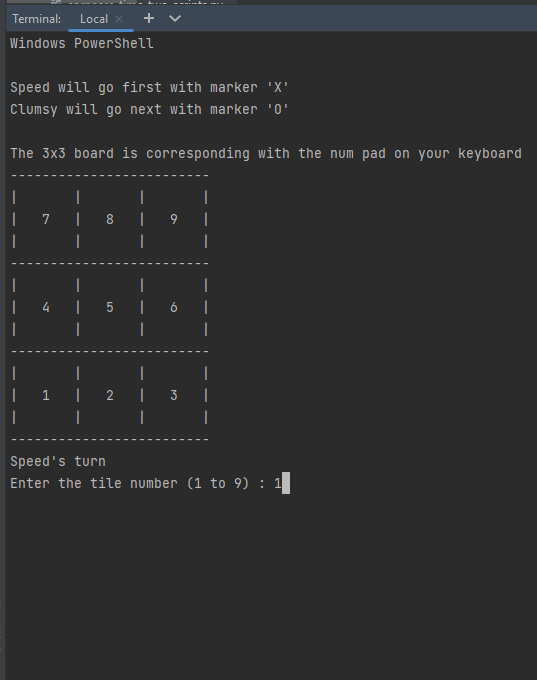 Terminal: Local × + ⌄
Windows PowerShell
Speed will go first with marker 'X'
Clumsy will go next with marker 'O'
The 3x3 board is corresponding with the num pad on your keyboard
-------------------------
|       |       |       |
|   7   |   8   |   9   |
|       |       |       |
-------------------------
|       |       |       |
|   4   |   5   |   6   |
|       |       |       |
-------------------------
|       |       |       |
|   1   |   2   |   3   |
|       |       |       |
-------------------------
Speed's turn
Enter the tile number (1 to 9) : 1